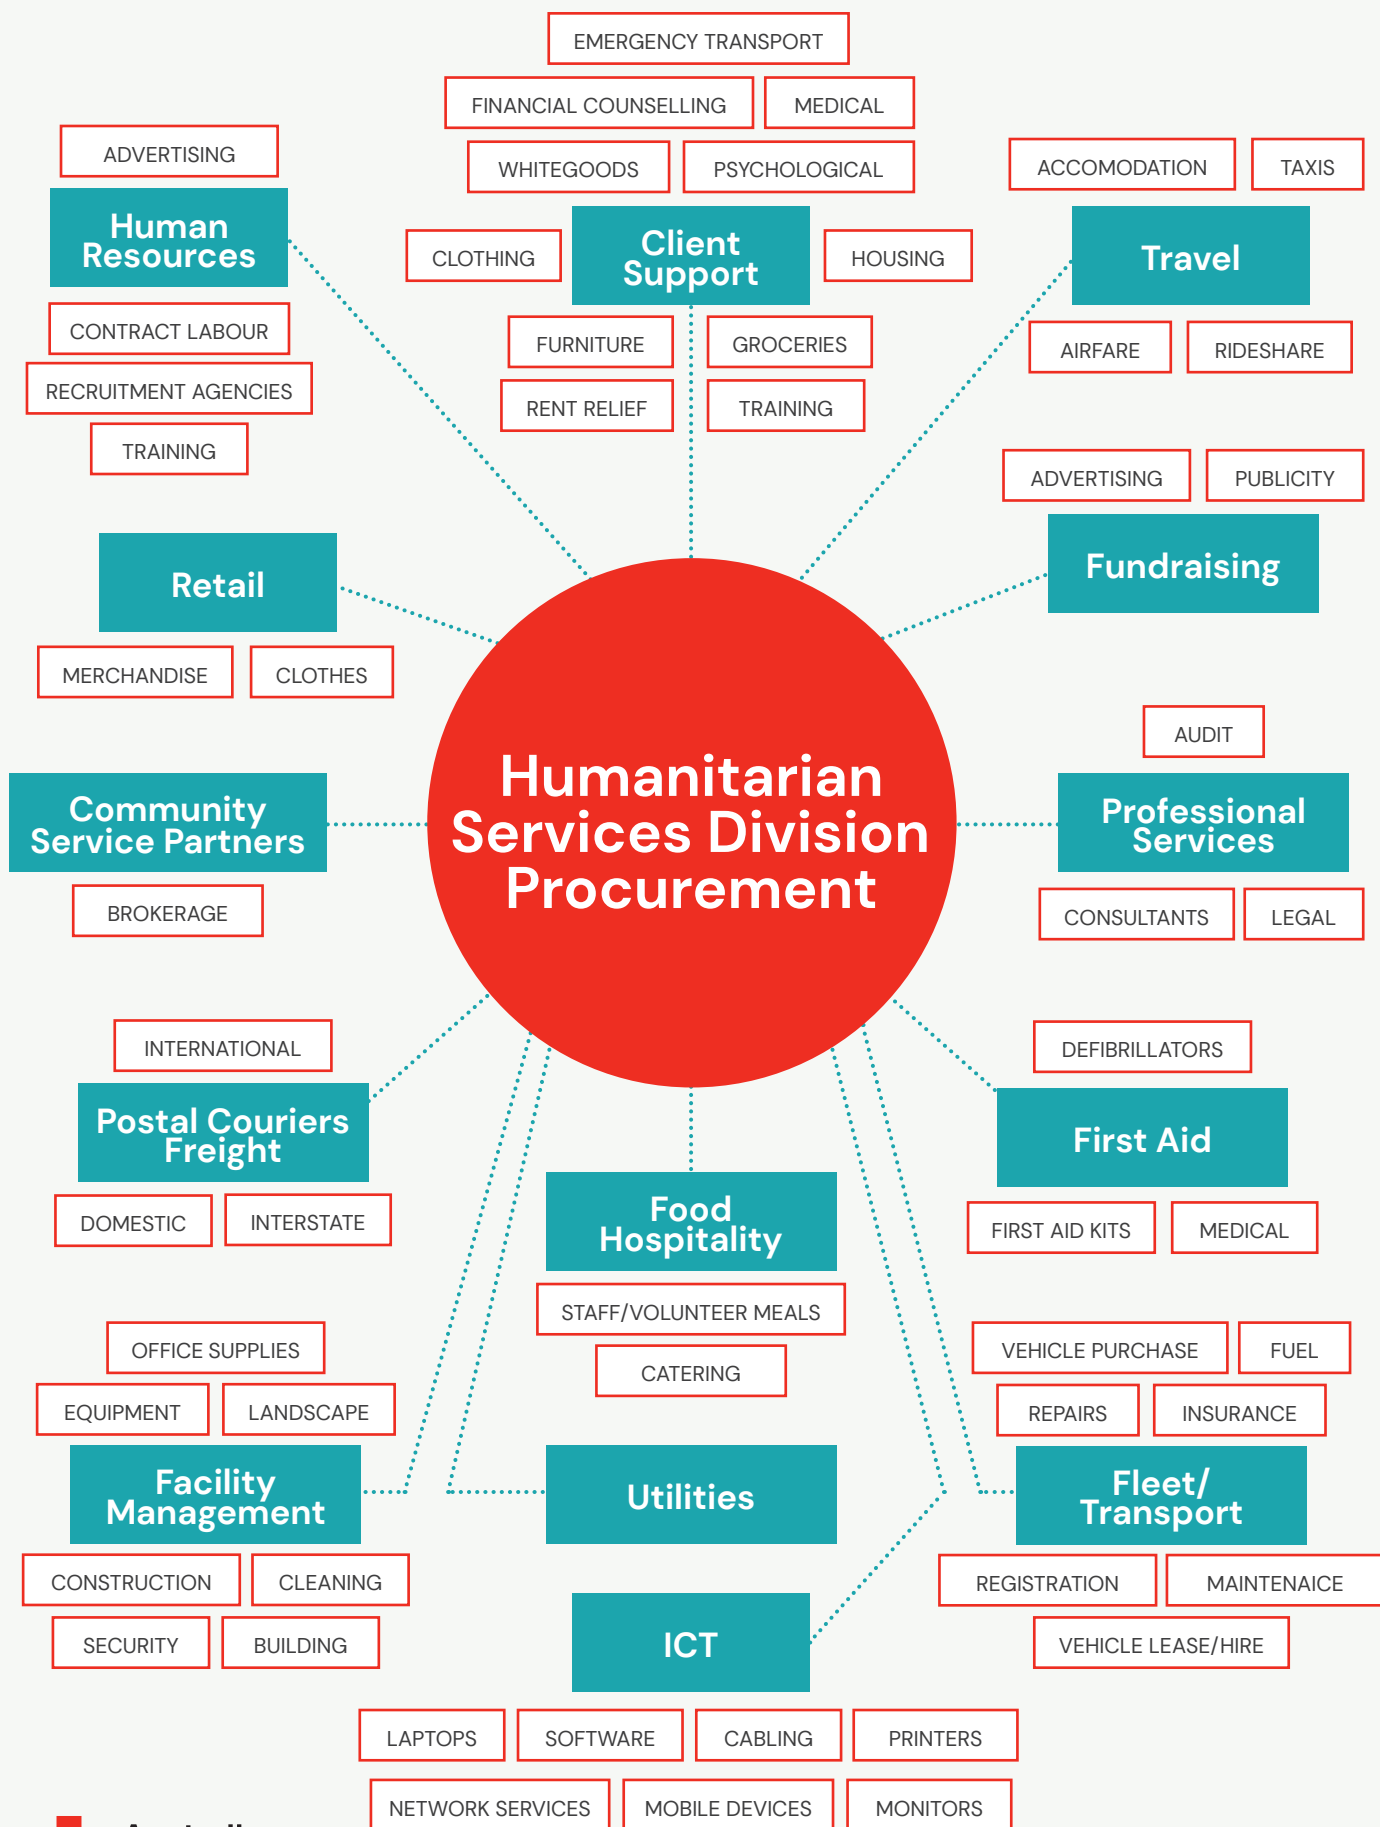 EMERGENCY TRANSPORT
FINANCIAL COUNSELLING
MEDICAL
WHITEGOODS
PSYCHOLOGICAL
CLOTHING
Client
Support
HOUSING
FURNITURE
GROCERIES
RENT RELIEF
TRAINING
ADVERTISING
Human
Resources
CONTRACT LABOUR
RECRUITMENT AGENCIES
TRAINING
ACCOMODATION
TAXIS
Travel
AIRFARE
RIDESHARE
ADVERTISING
PUBLICITY
Fundraising
Retail
MERCHANDISE
CLOTHES
Humanitarian
Services Division
Procurement
Community
Service Partners
BROKERAGE
AUDIT
Professional
Services
CONSULTANTS
LEGAL
INTERNATIONAL
Postal Couriers
Freight
DOMESTIC
INTERSTATE
DEFIBRILLATORS
First Aid
FIRST AID KITS
MEDICAL
Food
Hospitality
STAFF/VOLUNTEER MEALS
CATERING
OFFICE SUPPLIES
EQUIPMENT
LANDSCAPE
Facility
Management
CONSTRUCTION
CLEANING
SECURITY
BUILDING
Utilities
VEHICLE PURCHASE
FUEL
REPAIRS
INSURANCE
Fleet/
Transport
REGISTRATION
MAINTENAICE
VEHICLE LEASE/HIRE
ICT
LAPTOPS
SOFTWARE
CABLING
PRINTERS
NETWORK SERVICES
MOBILE DEVICES
MONITORS